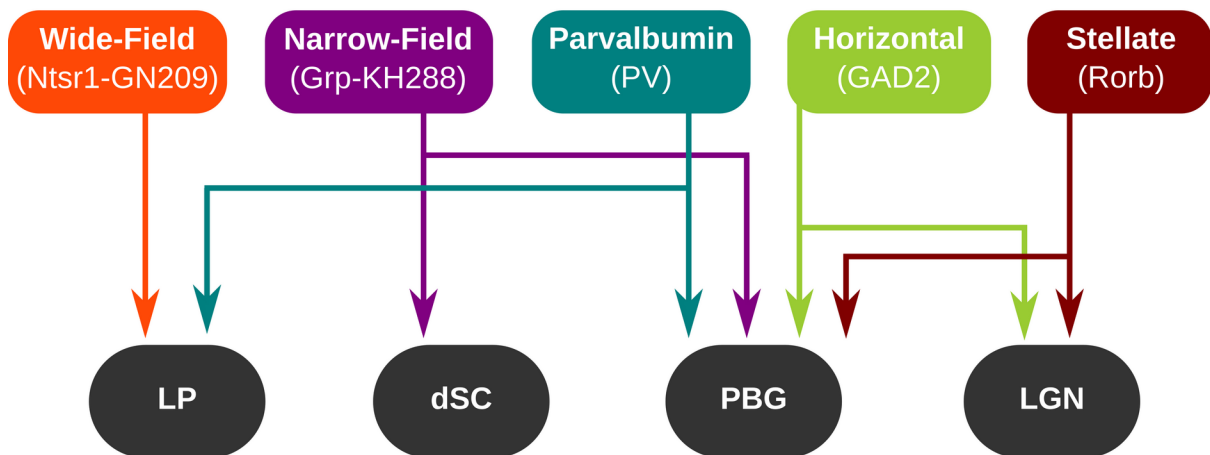 Wide-Field
(Ntsr1-GN209)
Narrow-Field
(Grp-KH288)
Parvalbumin
(PV)
Horizontal
(GAD2)
Stellate
(Rorb)
LP
dSC
PBG
LGN